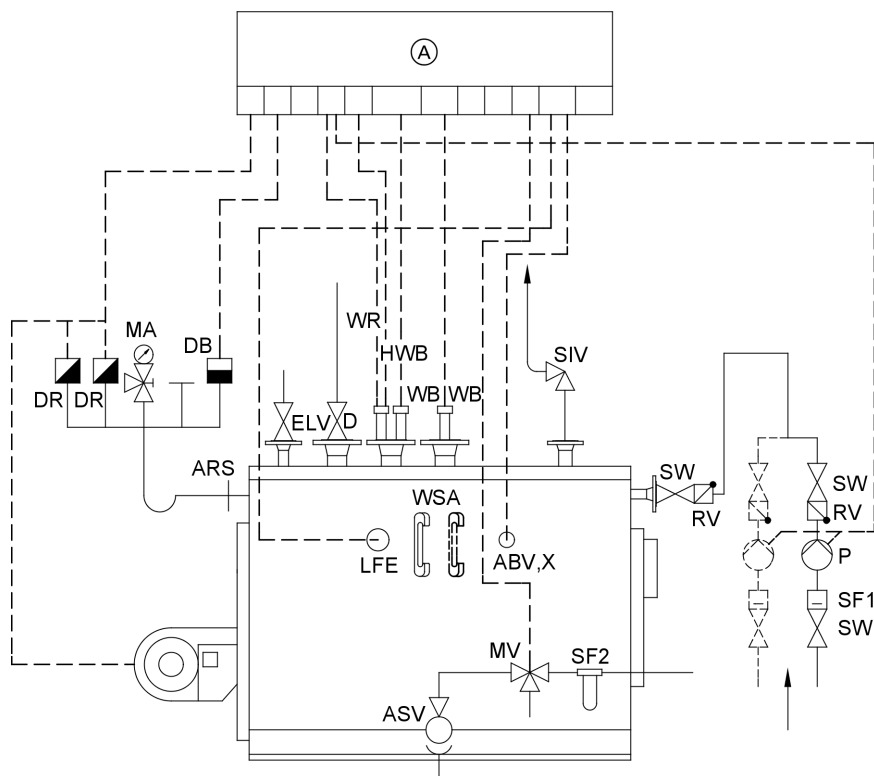 A
MA
DB
WR
HWB
SIV
DR
DR
WB
WB
ELV
D
ARS
WSA
SW
SW
RV
RV
LFE
ABV,X
P
SF1
SW
MV
SF2
ASV